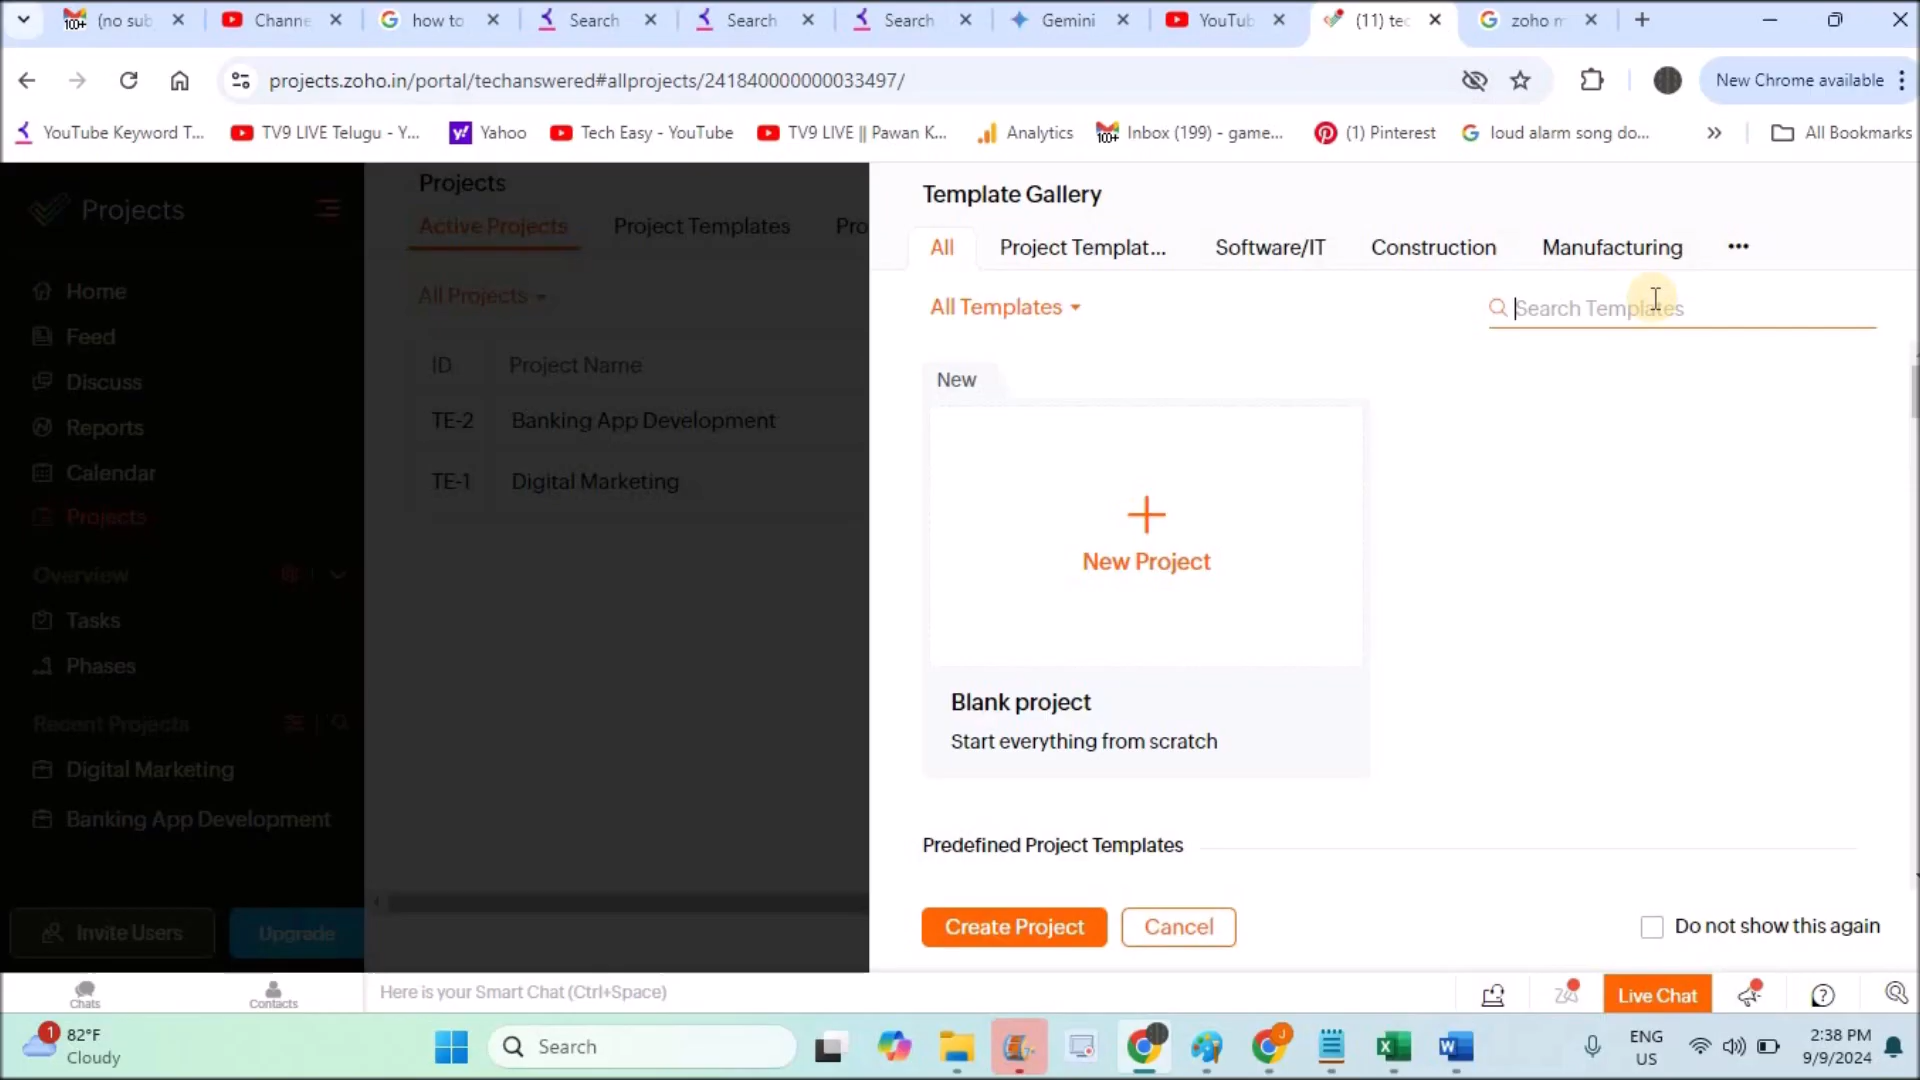 100+ (no sub
Channe
how to
Search
Search
Search
Gemini
YouTub
(11) tec
zoho m
projects.zoho.in/portal/techanswered#allprojects/241840000000033497/
New Chrome available
YouTube Keyword T...
TV9 LIVE Telugu - Y...
Yahoo
Tech Easy - YouTube
TV9 LIVE || Pawan K...
Analytics
100+ Inbox (199) - game...
(1) Pinterest
loud alarm song do...
All Bookmarks
Projects
Home
Feed
Discuss
Reports
Calendar
Projects
Overview
Tasks
Phases
Recent Projects
Digital Marketing
Banking App Development
Invite Users
Upgrade
Projects
Active Projects Project Templates Pro
All Projects
ID Project Name
TE-2 Banking App Development
TE-1 Digital Marketing
Template Gallery
All Project Templat... Software/IT Construction Manufacturing •••
All Templates
Search Templates
New
New Project
Blank project
Start everything from scratch
Predefined Project Templates
Create Project Cancel
Do not show this again
Chats
Contacts
Here is your Smart Chat (Ctrl+Space)
Live Chat
1
82°F
Cloudy
Search
ENG
US
2:38 PM
9/9/2024